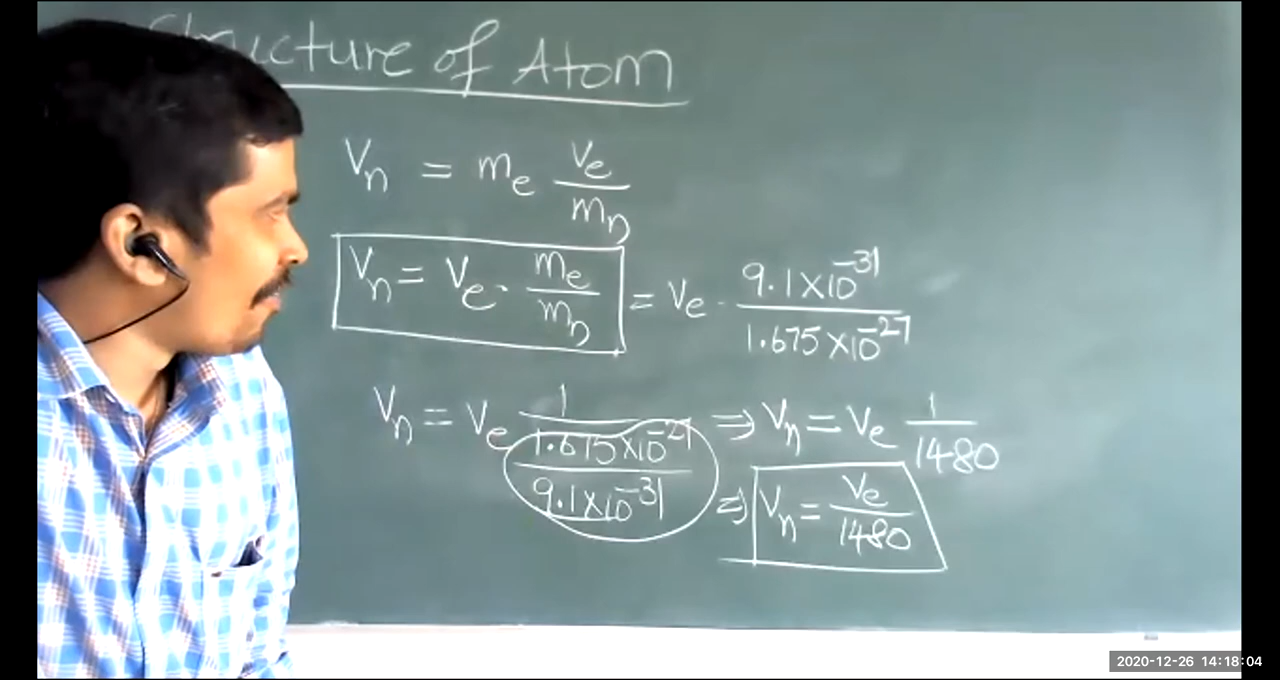 Structure of Atom
Vn = me Ve/mn
Vn = Ve · me/mn = Ve · 9.1×10^-31/1.675×10^-27
Vn = Ve 1/(1.675×10^-27/9.1×10^-31) ⇒ Vn = Ve 1/1480
⇒ Vn = Ve/1480
2020-12-26 14:18:04